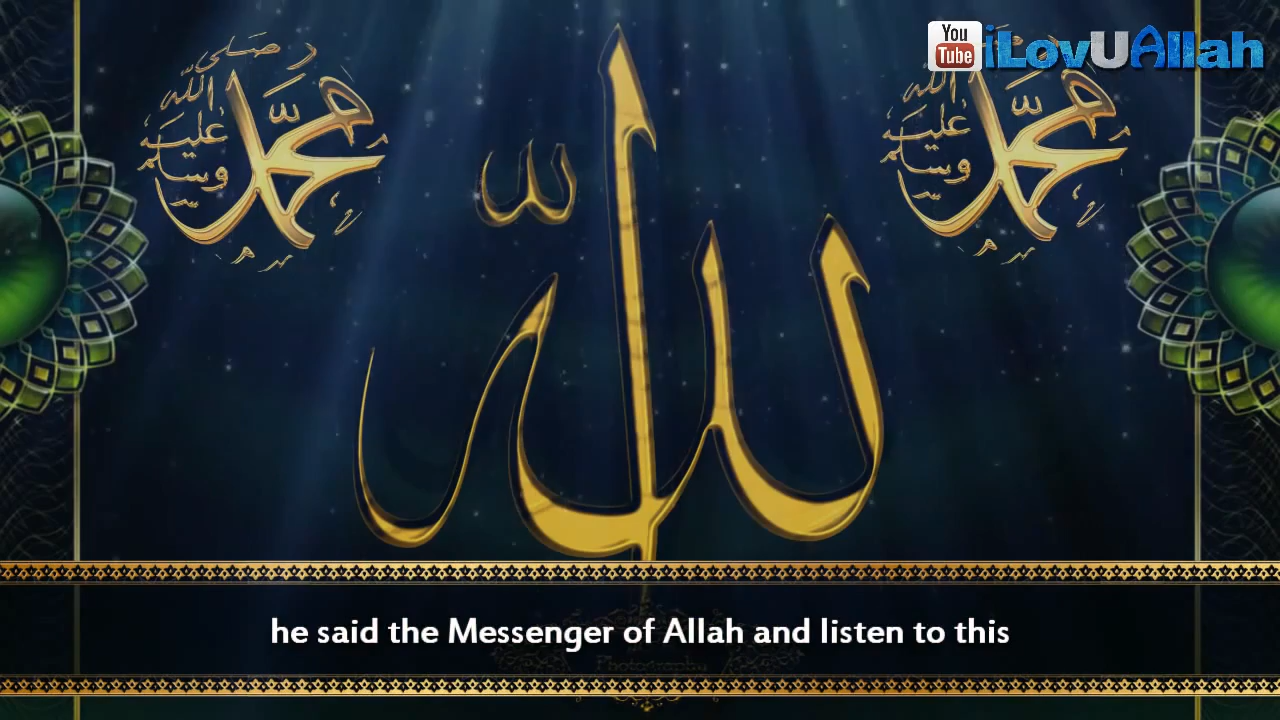 You
Tube
iLovUAllah
محمد
صلى
الله
عليه
وسلم
محمد
الله
عليه
وسلم
الله
he said the Messenger of Allah and listen to this
Photography